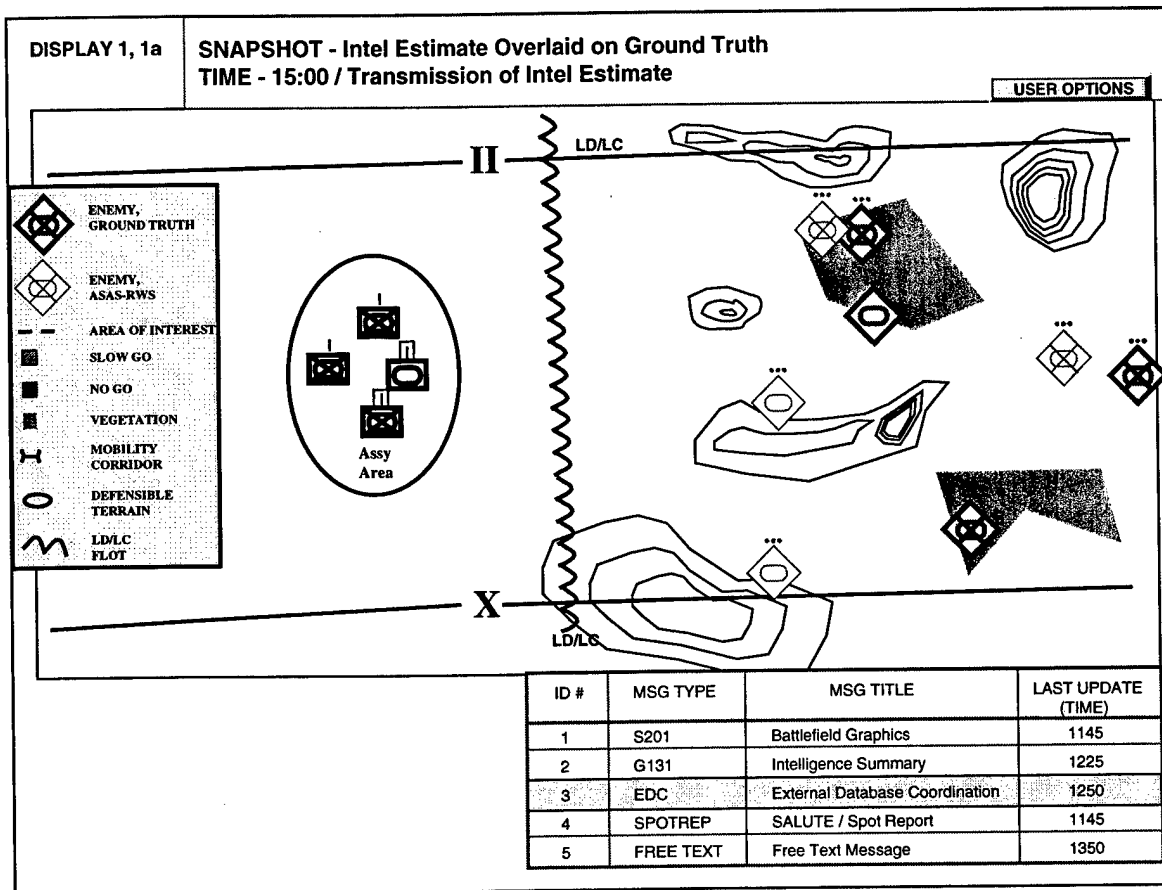 DISPLAY 1, 1a
SNAPSHOT - Intel Estimate Overlaid on Ground Truth
TIME - 15:00 / Transmission of Intel Estimate
USER OPTIONS
II
LD/LC
ENEMY,
GROUND TRUTH
ENEMY,
ASAS-RWS
AREA OF INTEREST
SLOW GO
NO GO
VEGETATION
MOBILITY
CORRIDOR
DEFENSIBLE
TERRAIN
LD/LC
FLOT
I
I
Assy
Area
X
LD/LC
ID # MSG TYPE MSG TITLE LAST UPDATE
(TIME)
1 S201 Battlefield Graphics 1145
2 G131 Intelligence Summary 1225
3 EDC External Database Coordination 1250
4 SPOTREP SALUTE / Spot Report 1145
5 FREE TEXT Free Text Message 1350